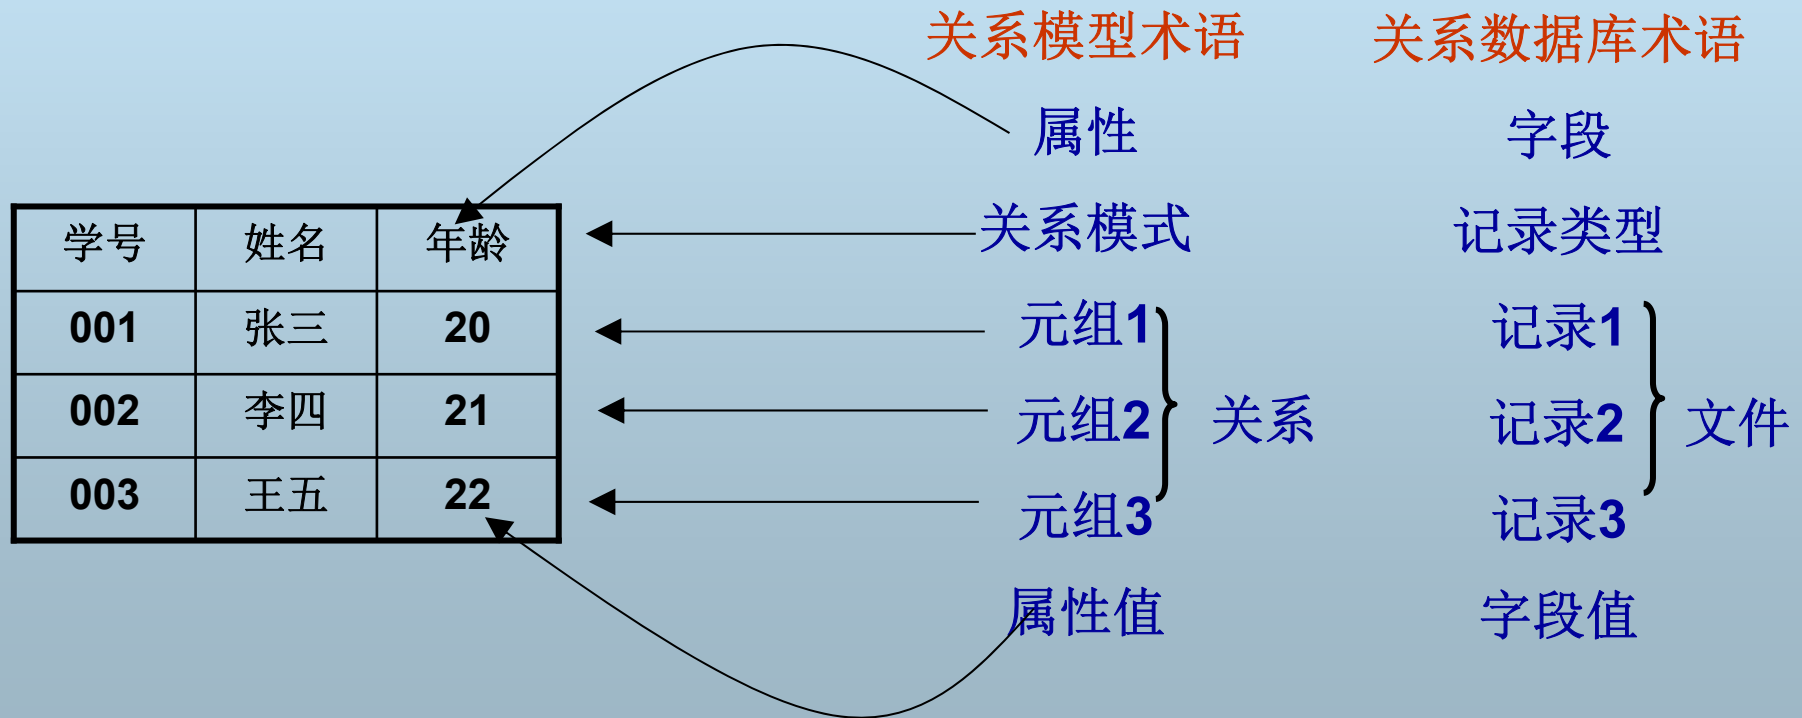 关系模型术语 关系数据库术语
属性 字段
学号 姓名 年龄 关系模式 记录类型
001 张三 20 元组1 记录1
002 李四 21 元组2 关系 记录2 文件
003 王五 22 元组3 记录3
属性值 字段值